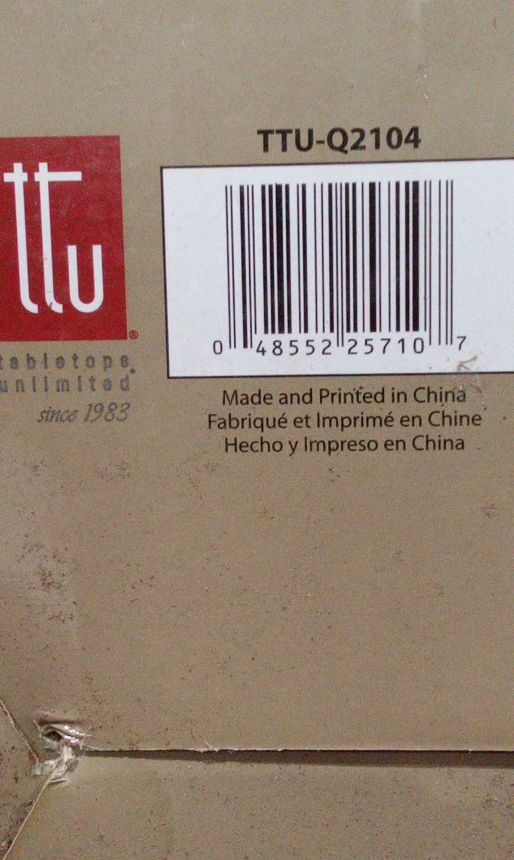 TTU-Q2104
ttu®
tabletops
unlimited®
since 1983
0 48552 25710 7
Made and Printed in China
Fabriqué et Imprimé en Chine
Hecho y Impreso en China